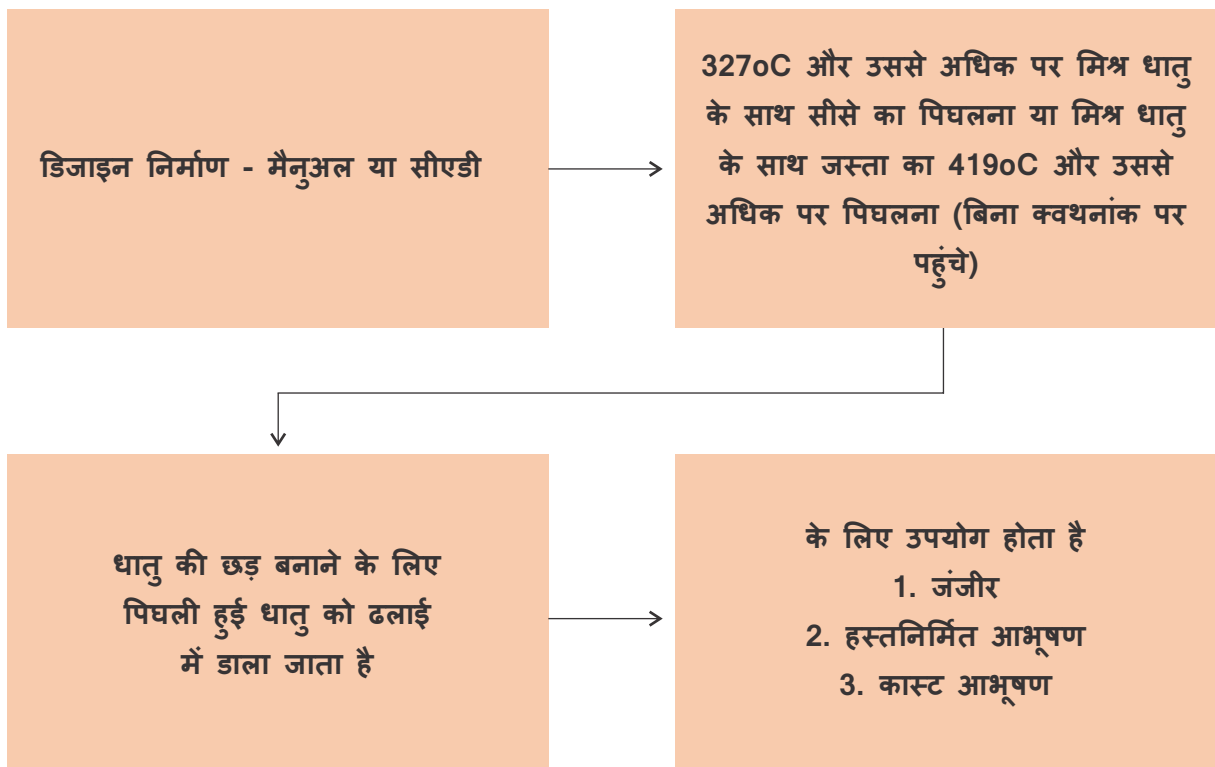 डिजाइन निर्माण - मैनुअल या सीएडी
327oC और उससे अधिक पर मिश्र धातु
के साथ सीसे का पिघलना या मिश्र धातु
के साथ जस्ता का 419oC और उससे
अधिक पर पिघलना (बिना क्वथनांक पर
पहुंचे)
धातु की छड़ बनाने के लिए
पिघली हुई धातु को ढलाई
में डाला जाता है
के लिए उपयोग होता है
1. जंजीर
2. हस्तनिर्मित आभूषण
3. कास्ट आभूषण